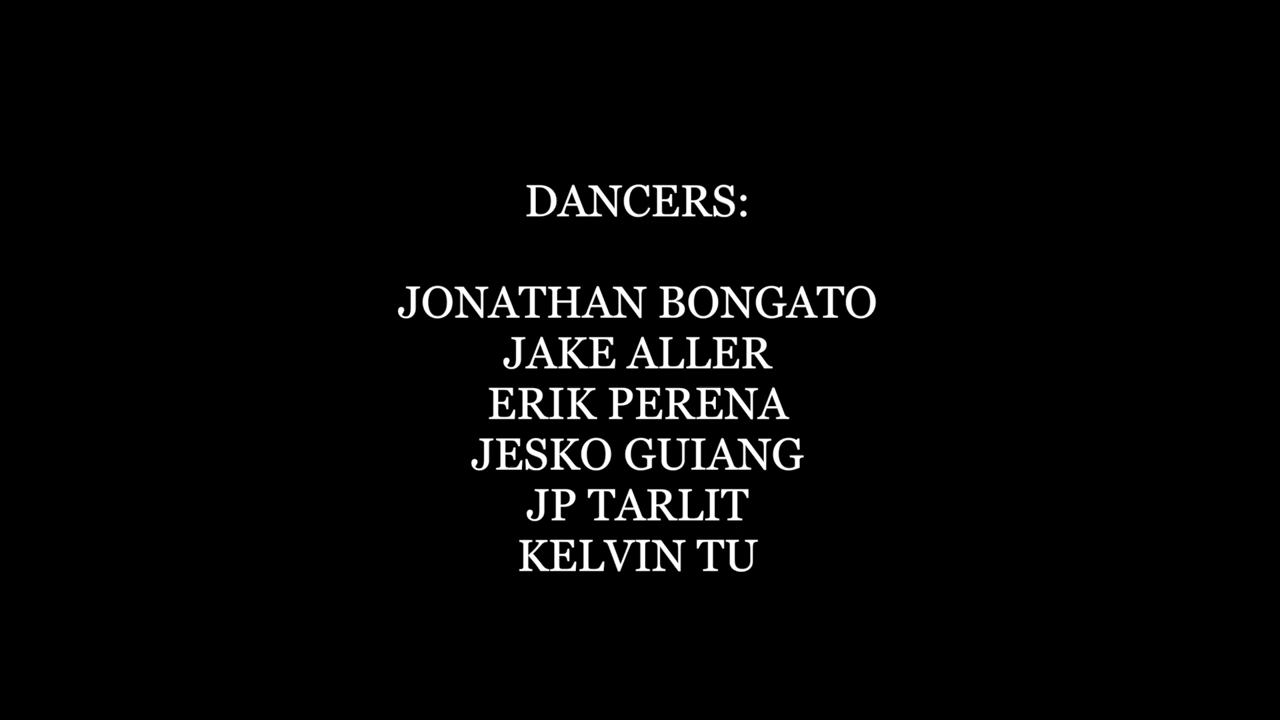 DANCERS:
JONATHAN BONGATO
JAKE ALLER
ERIK PERENA
JESKO GUIANG
JP TARLIT
KELVIN TU